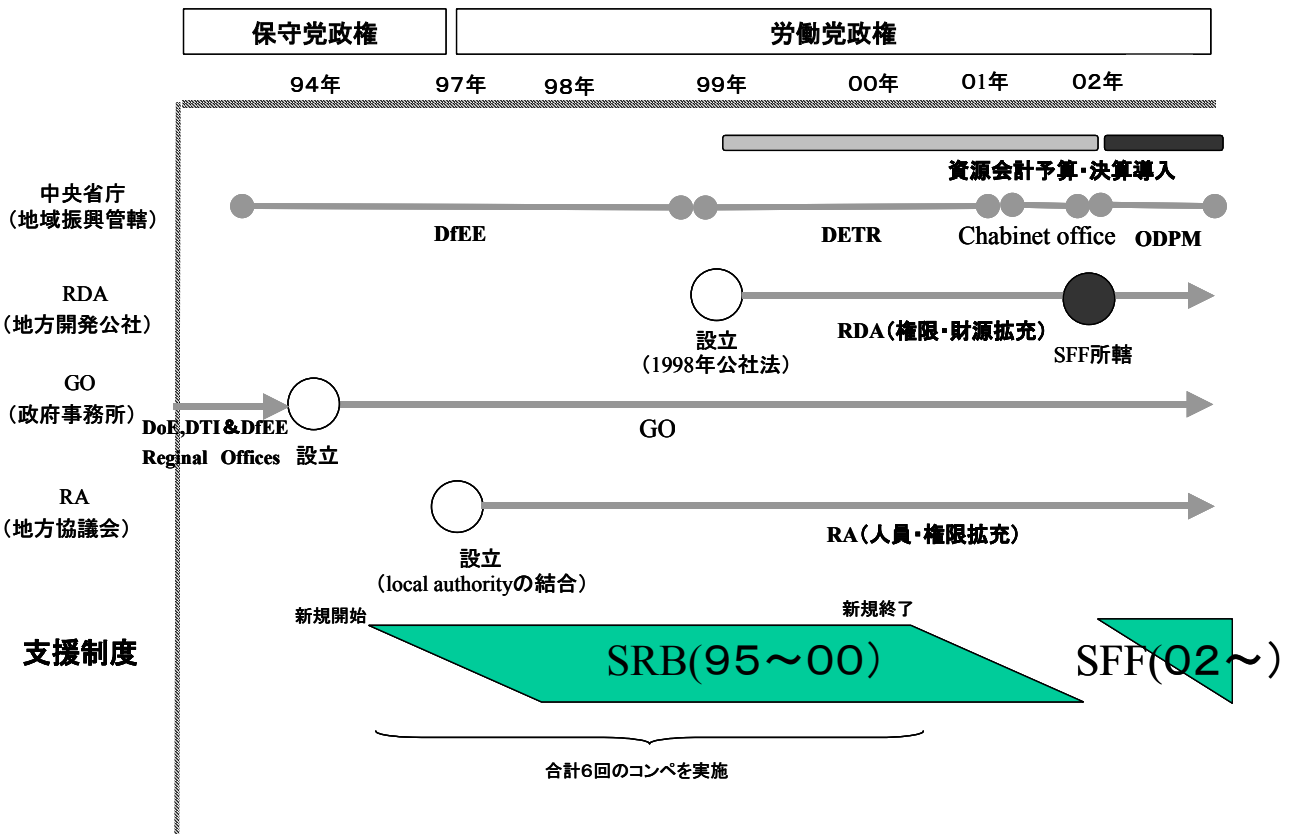 保守党政権
労働党政権
94年
97年
98年
99年
00年
01年
02年
資源会計予算・決算導入
中央省庁
（地域振興管轄）
DfEE
DETR
Chabinet office
ODPM
RDA
（地方開発公社）
設立
（1998年公社法）
RDA（権限・財源拡充）
SFF所轄
GO
（政府事務所）
DoE,DTI＆DfEE
Reginal Offices
設立
GO
RA
（地方協議会）
設立
（local authorityの結合）
RA（人員・権限拡充）
支援制度
新規開始
新規終了
SRB(９５～００）
SFF(０２～）
合計６回のコンペを実施